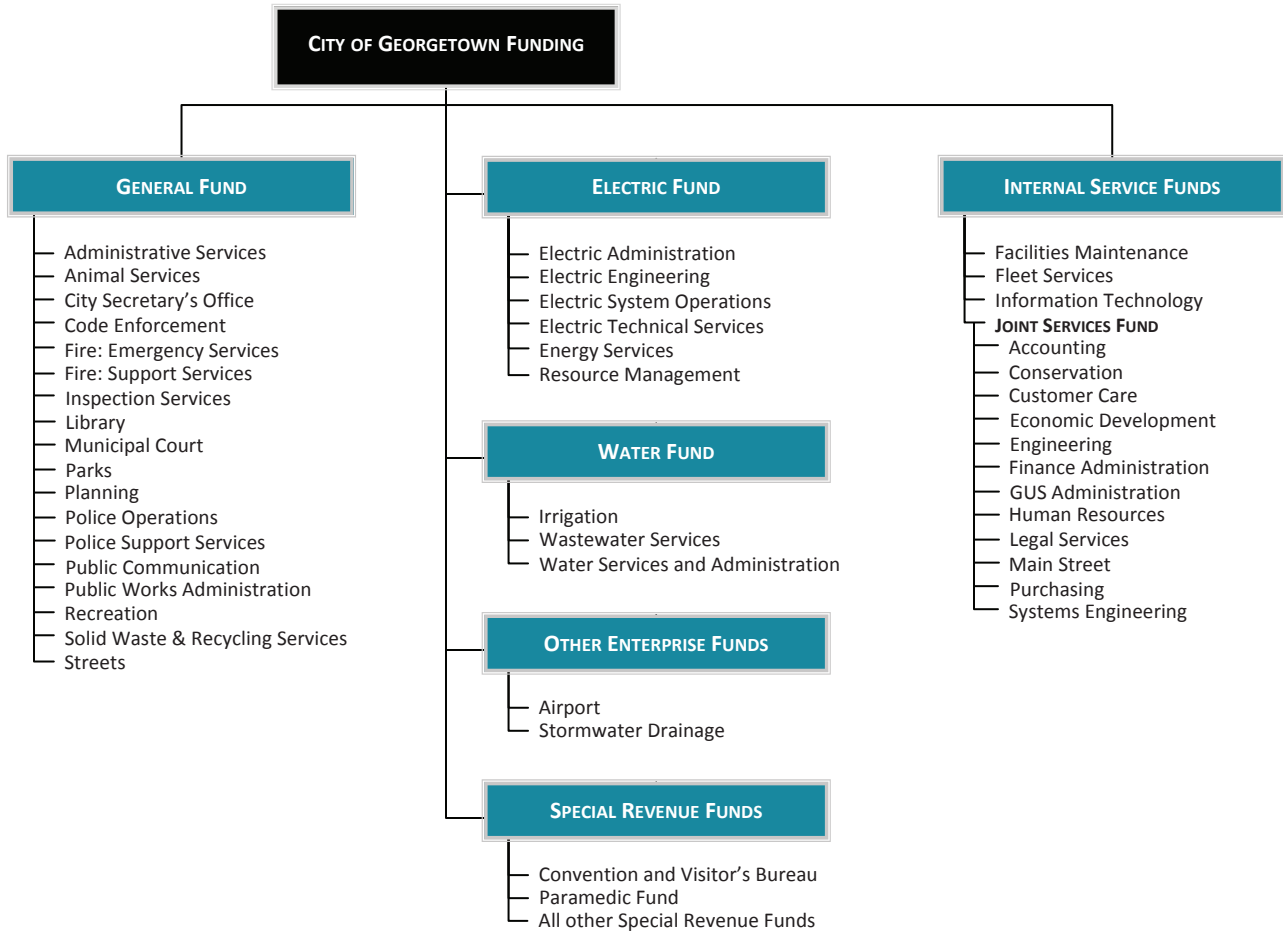 CITY OF GEORGETOWN FUNDING
GENERAL FUND
Administrative Services
Animal Services
City Secretary’s Office
Code Enforcement
Fire: Emergency Services
Fire: Support Services
Inspection Services
Library
Municipal Court
Parks
Planning
Police Operations
Police Support Services
Public Communication
Public Works Administration
Recreation
Solid Waste & Recycling Services
Streets
ELECTRIC FUND
Electric Administration
Electric Engineering
Electric System Operations
Electric Technical Services
Energy Services
Resource Management
WATER FUND
Irrigation
Wastewater Services
Water Services and Administration
OTHER ENTERPRISE FUNDS
Airport
Stormwater Drainage
SPECIAL REVENUE FUNDS
Convention and Visitor’s Bureau
Paramedic Fund
All other Special Revenue Funds
INTERNAL SERVICE FUNDS
Facilities Maintenance
Fleet Services
Information Technology
JOINT SERVICES FUND
Accounting
Conservation
Customer Care
Economic Development
Engineering
Finance Administration
GUS Administration
Human Resources
Legal Services
Main Street
Purchasing
Systems Engineering